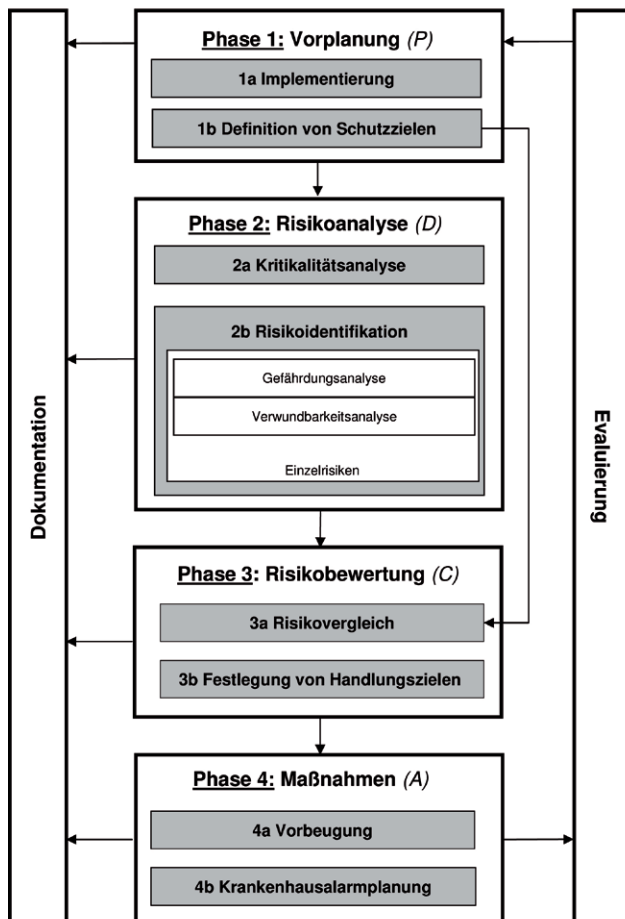 Dokumentation
Phase 1: Vorplanung (P)
1a Implementierung
1b Definition von Schutzzielen
Phase 2: Risikoanalyse (D)
2a Kritikalitätsanalyse
2b Risikoidentifikation
Gefährdungsanalyse
Verwundbarkeitsanalyse
Einzelrisiken
Phase 3: Risikobewertung (C)
3a Risikovergleich
3b Festlegung von Handlungszielen
Phase 4: Maßnahmen (A)
4a Vorbeugung
4b Krankenhausalarmplanung
Evaluierung